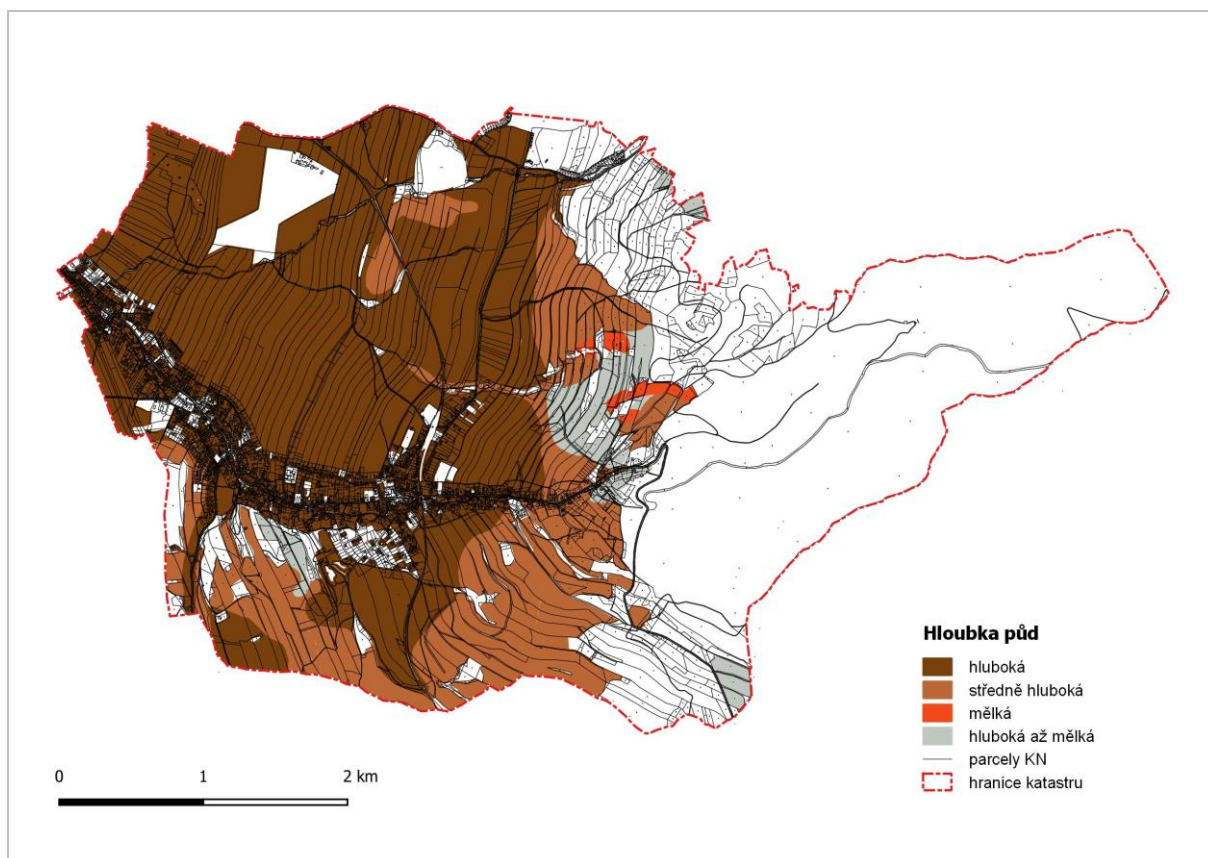 Hloubka půd
hluboká
středně hluboká
mělká
hluboká až mělká
parcely KN
hranice katastru
0 1 2 km